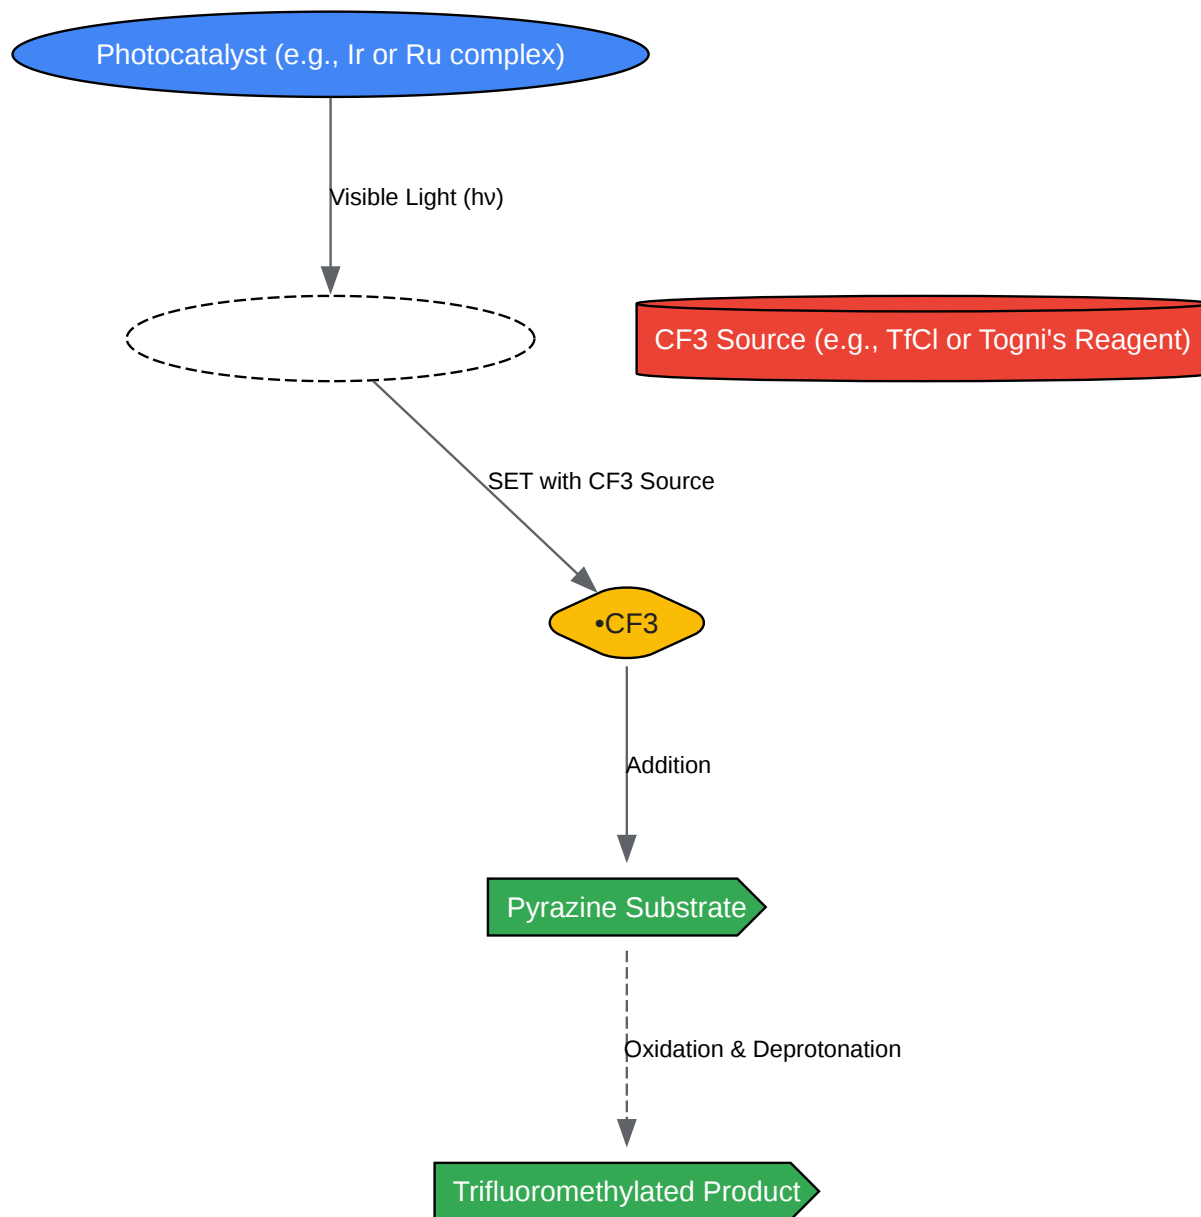 Photocatalyst (e.g., Ir or Ru complex)
Visible Light (hν)
CF3 Source (e.g., TfCl or Togni's Reagent)
SET with CF3 Source
•CF3
Addition
Pyrazine Substrate
Oxidation & Deprotonation
Trifluoromethylated Product